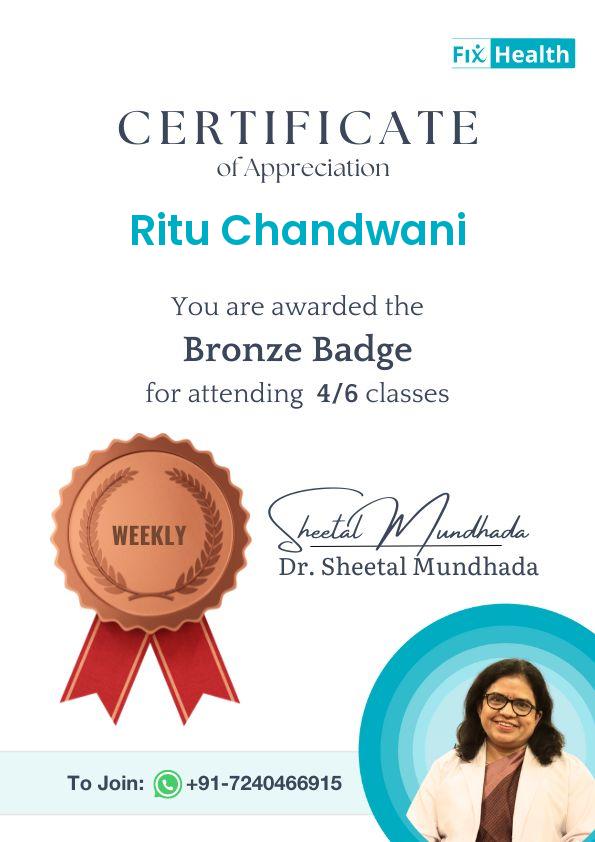 Fix Health
CERTIFICATE
of Appreciation
Ritu Chandwani
You are awarded the
Bronze Badge
for attending 4/6 classes
WEEKLY
Sheetal Mundhada
Dr. Sheetal Mundhada
To Join: +91-7240466915